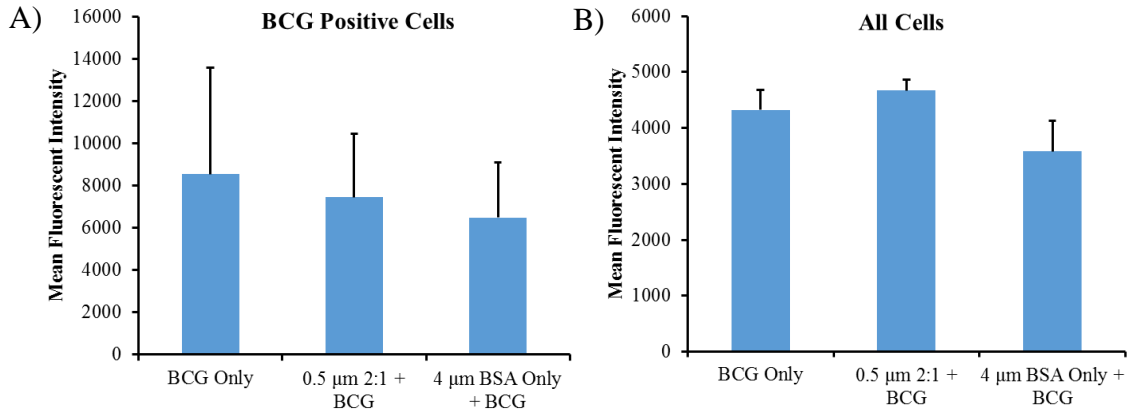 A)
BCG Positive Cells
Mean Fluorescent Intensity
16000
14000
12000
10000
8000
6000
4000
2000
0
BCG Only
0.5 μm 2:1 +
BCG
4 μm BSA Only
+ BCG
B)
All Cells
Mean Fluorescent Intensity
6000
5000
4000
3000
2000
1000
0
BCG Only
0.5 μm 2:1 +
BCG
4 μm BSA Only +
BCG